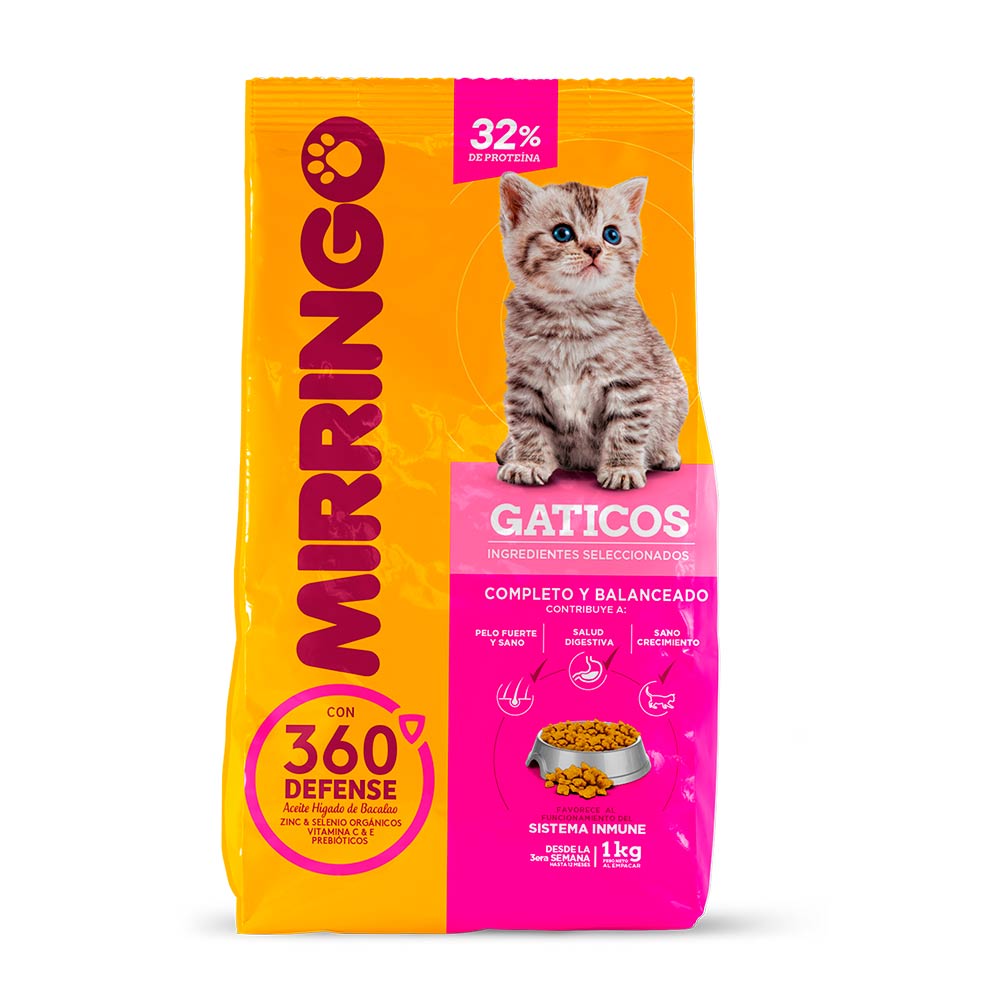 32%
DE PROTEÍNA
MIRRINGO
GATICOS
INGREDIENTES SELECCIONADOS
COMPLETO Y BALANCEADO
CONTRIBUYE A:
PELO FUERTE
Y SANO
SALUD
DIGESTIVA
SANO
CRECIMIENTO
CON
360
DEFENSE
Aceite Higado de Bacalao
ZINC & SELENIO ORGÁNICOS
VITAMINA C & E
PREBIÓTICOS
FAVORECE AL
FUNCIONAMIENTO DEL
SISTEMA INMUNE
DESDE LA
3era SEMANA
HASTA 12 MESES
1kg
PESO NETO
AL EMPACAR